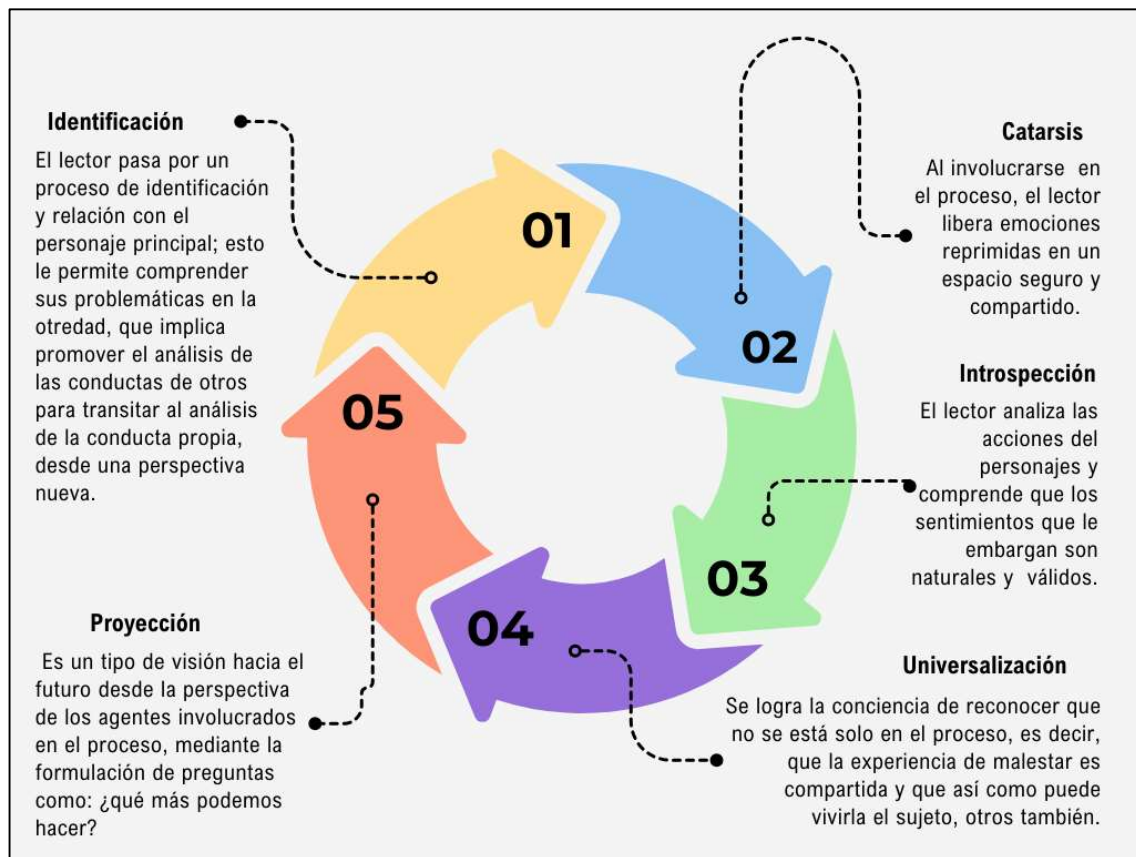 Identificación
El lector pasa por un
proceso de identificación
y relación con el
personaje principal; esto
le permite comprender
sus problemáticas en la
otredad, que implica
promover el análisis de
las conductas de otros
para transitar al análisis
de la conducta propia,
desde una perspectiva
nueva.
01
Catarsis
Al involucrarse en
el proceso, el lector
libera emociones
reprimidas en un
espacio seguro y
compartido.
02
Introspección
El lector analiza las
acciones del
personajes y
comprende que los
sentimientos que le
embargan son
naturales y válidos.
03
Universalización
Se logra la conciencia de reconocer que
no se está solo en el proceso, es decir,
que la experiencia de malestar es
compartida y que así como puede
vivirla el sujeto, otros también.
04
Proyección
Es un tipo de visión hacia el
futuro desde la perspectiva
de los agentes involucrados
en el proceso, mediante la
formulación de preguntas
como: ¿qué más podemos
hacer?
05